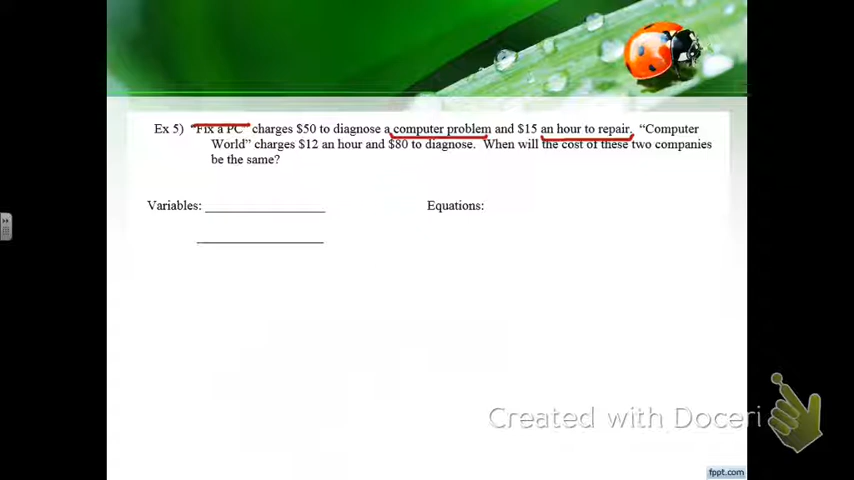 Ex 5) "Fix a PC" charges $50 to diagnose a computer problem and $15 an hour to repair. "Computer
World" charges $12 an hour and $80 to diagnose. When will the cost of these two companies
be the same?
Variables: ____________________ Equations:
____________________
Created with Doceri
fppt.com